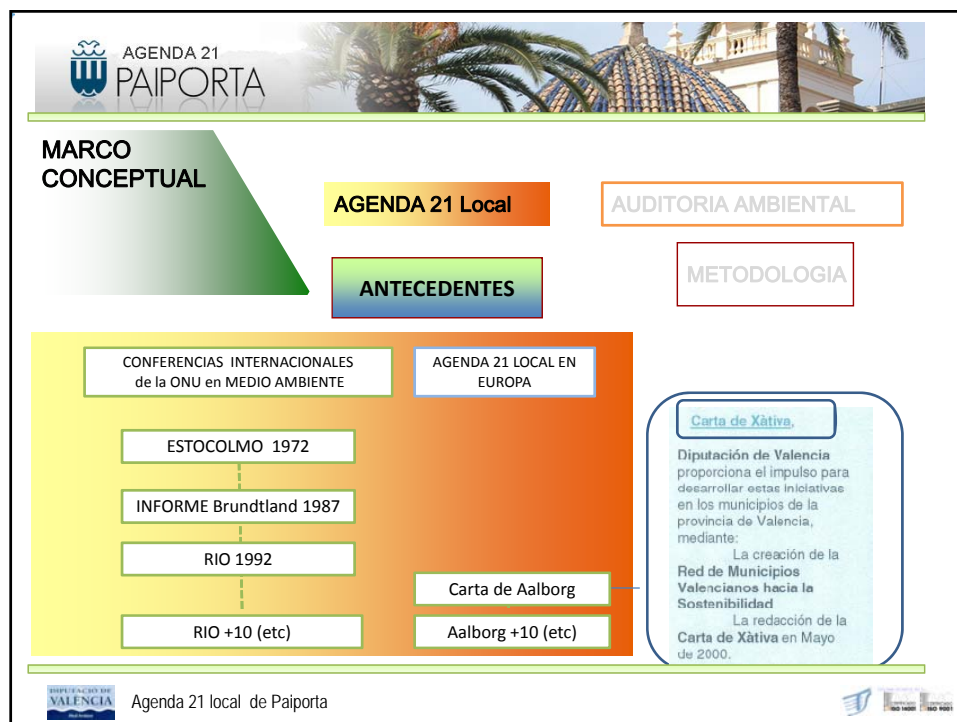 AGENDA 21
PAIPORTA
MARCO
CONCEPTUAL
AGENDA 21 Local
AUDITORIA AMBIENTAL
ANTECEDENTES
METODOLOGIA
CONFERENCIAS INTERNACIONALES
de la ONU en MEDIO AMBIENTE
AGENDA 21 LOCAL EN
EUROPA
ESTOCOLMO 1972
INFORME Brundtland 1987
RIO 1992
RIO +10 (etc)
Carta de Aalborg
Aalborg +10 (etc)
Carta de Xàtiva,
Diputación de Valencia
proporciona el impulso para
desarrollar estas iniciativas
en los municipios de la
provincia de Valencia,
mediante:
La creación de la
Red de Municipios
Valencianos hacia la
Sostenibilidad
La redacción de la
Carta de Xàtiva en Mayo
de 2000.
DIPUTACIÓ DE
VALÈNCIA
Agenda 21 local de Paiporta
ISO 14001
ISO 9001